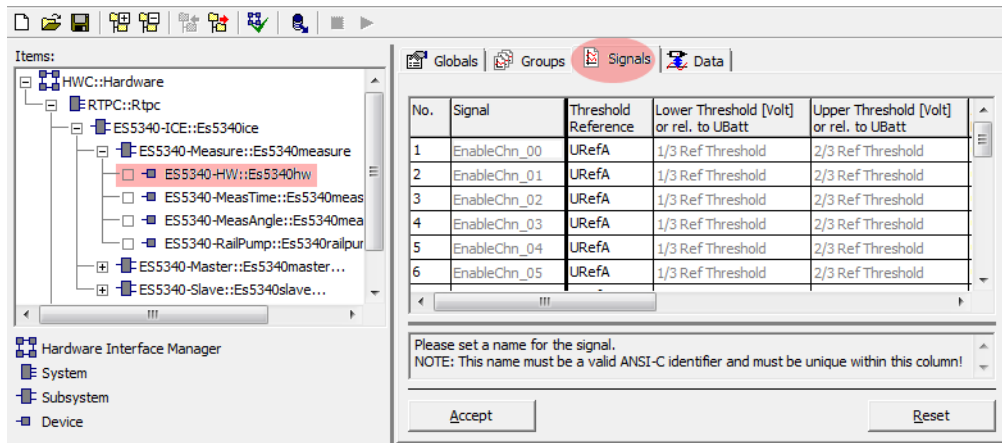 Items:
HWC::Hardware
RTPC::Rtpc
ES5340-ICE::Es5340ice
ES5340-Measure::Es5340measure
ES5340-HW::Es5340hw
ES5340-MeasTime::Es5340meas
ES5340-MeasAngle::Es5340mea
ES5340-RailPump::Es5340railpur
ES5340-Master::Es5340master...
ES5340-Slave::Es5340slave...
Hardware Interface Manager
System
Subsystem
Device
Globals Groups Signals Data
No. Signal Threshold Reference Lower Threshold [Volt] or rel. to UBatt Upper Threshold [Volt] or rel. to UBatt
1 EnableChn_00 URefA 1/3 Ref Threshold 2/3 Ref Threshold
2 EnableChn_01 URefA 1/3 Ref Threshold 2/3 Ref Threshold
3 EnableChn_02 URefA 1/3 Ref Threshold 2/3 Ref Threshold
4 EnableChn_03 URefA 1/3 Ref Threshold 2/3 Ref Threshold
5 EnableChn_04 URefA 1/3 Ref Threshold 2/3 Ref Threshold
6 EnableChn_05 URefA 1/3 Ref Threshold 2/3 Ref Threshold
Please set a name for the signal.
NOTE: This name must be a valid ANSI-C identifier and must be unique within this column!
Accept Reset